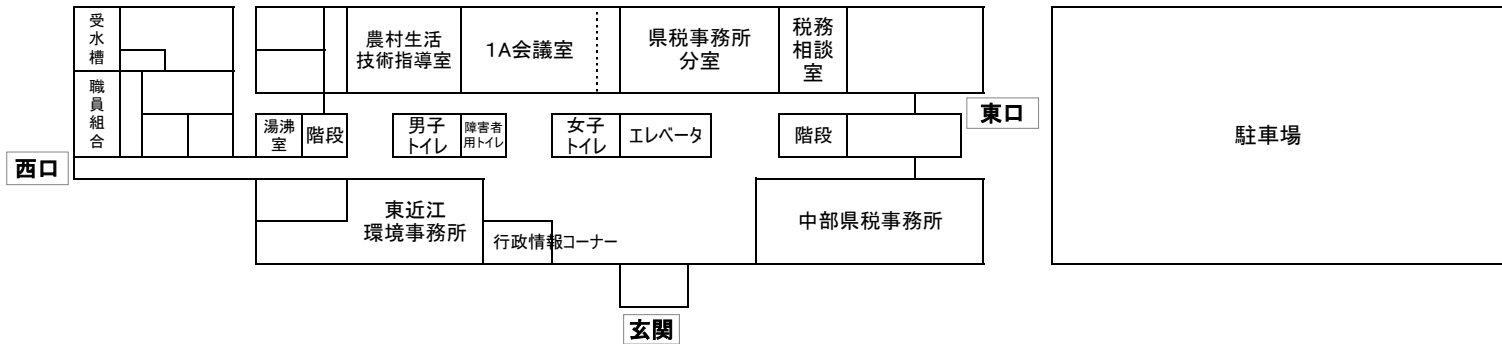 受水槽
職員組合
農村生活
技術指導室
1A会議室
県税事務所
分室
税務
相談
室
湯沸
室
階段
男子
トイレ
障害者
用トイレ
女子
トイレ
エレベータ
階段
東口
駐車場
西口
東近江
環境事務所
行政情報コーナー
中部県税事務所
玄関